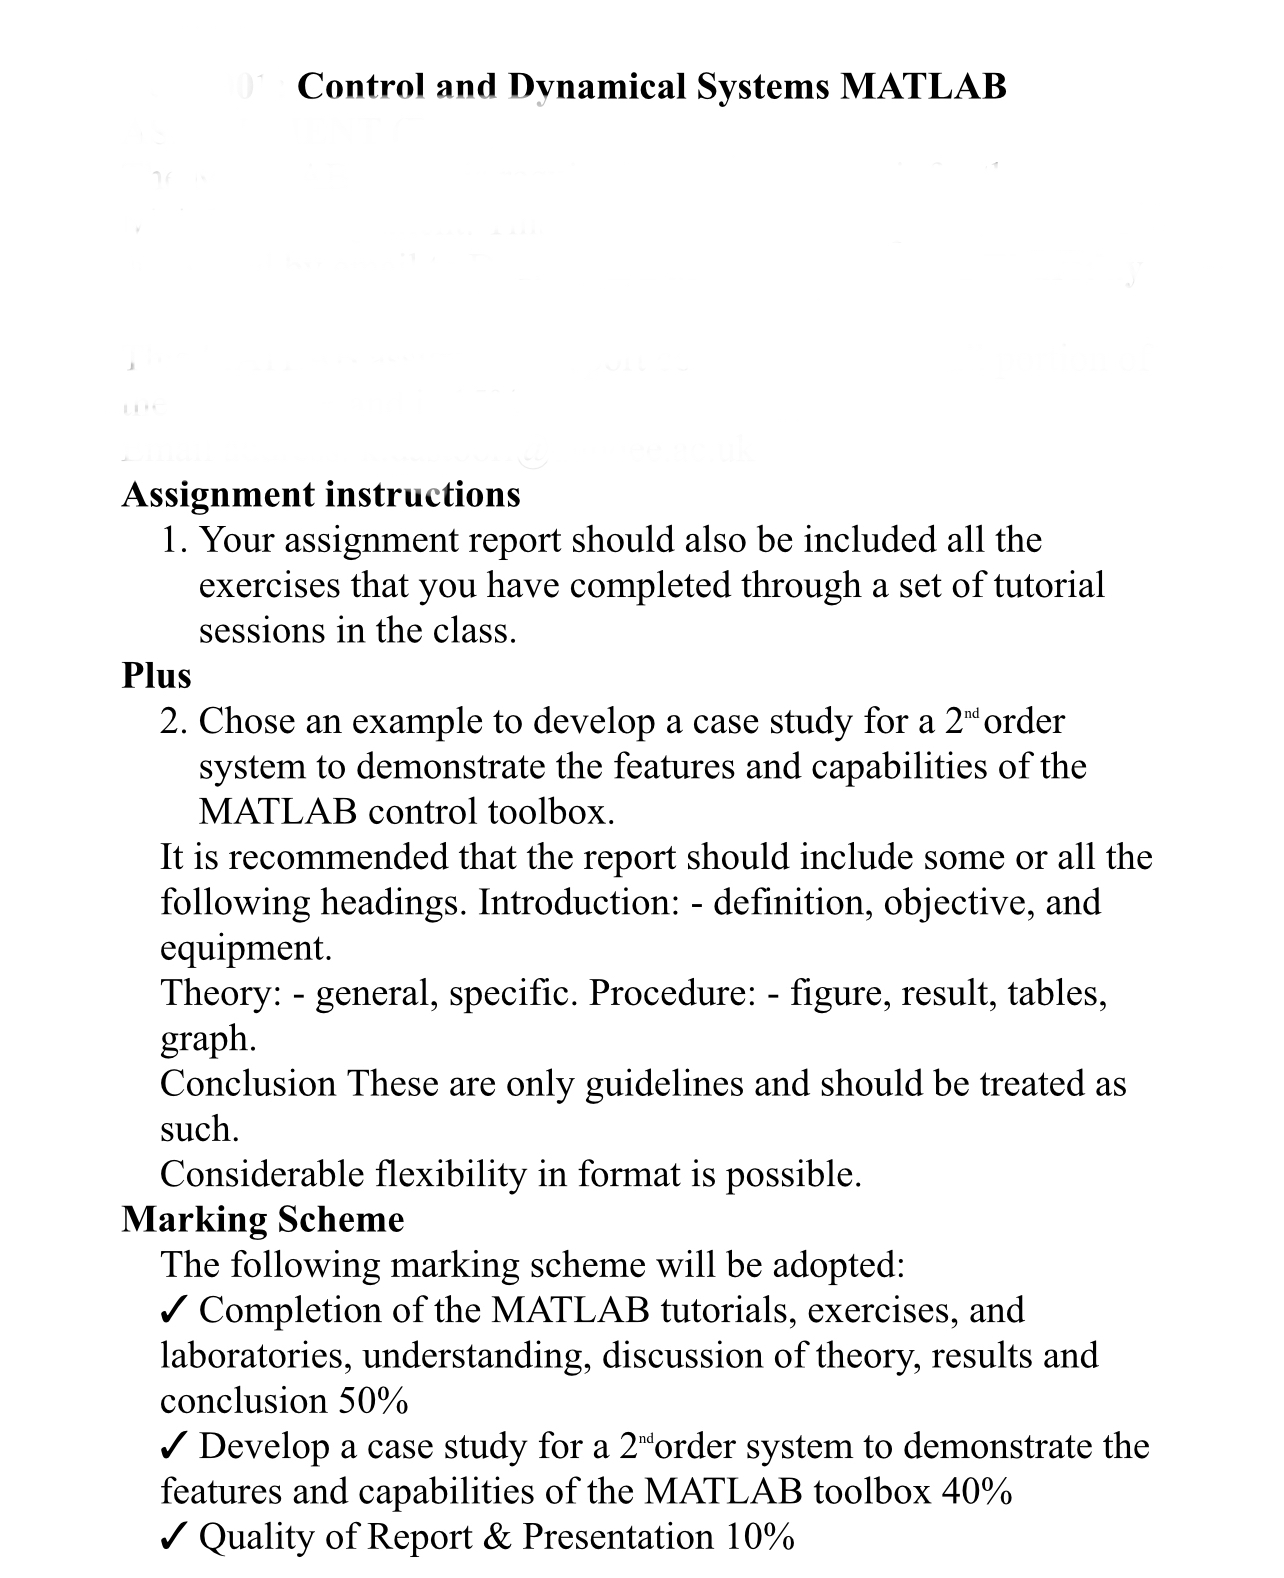 Control and Dynamical Systems MATLAB
Assignment instructions
1. Your assignment report should also be included all the
exercises that you have completed through a set of tutorial
sessions in the class.
Plus
2. Chose an example to develop a case study for a 2nd order
system to demonstrate the features and capabilities of the
MATLAB control toolbox.
It is recommended that the report should include some or all the
following headings. Introduction: - definition, objective, and
equipment.
Theory: - general, specific. Procedure: - figure, result, tables,
graph.
Conclusion These are only guidelines and should be treated as
such.
Considerable flexibility in format is possible.
Marking Scheme
The following marking scheme will be adopted:
✓ Completion of the MATLAB tutorials, exercises, and
laboratories, understanding, discussion of theory, results and
conclusion 50%
✓ Develop a case study for a 2nd order system to demonstrate the
features and capabilities of the MATLAB toolbox 40%
✓ Quality of Report & Presentation 10%